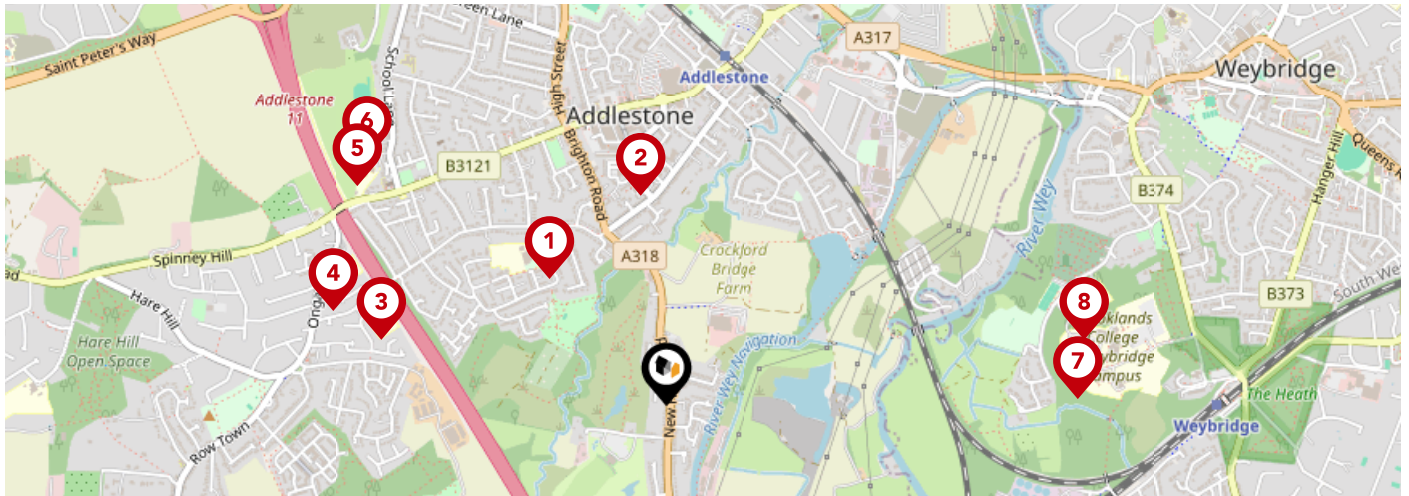 Green Lane
Saint Peter's Way
School Lane
High Street
A317
Addlestone
Weybridge
Addlestone
11
Addlestone
6
5
2
B3121
Brighton Road
B374
Hanger Hill
Queens R
River Wey
1
A318
Crockford
Bridge
Farm
ad
Spinney Hill
4
3
Hare Hill
Hare Hill
Open Space
B373
South We
8
klands
College
ybridge
ampus
7
River Wey Navigation
New
The Heath
Weybridge
Row Town